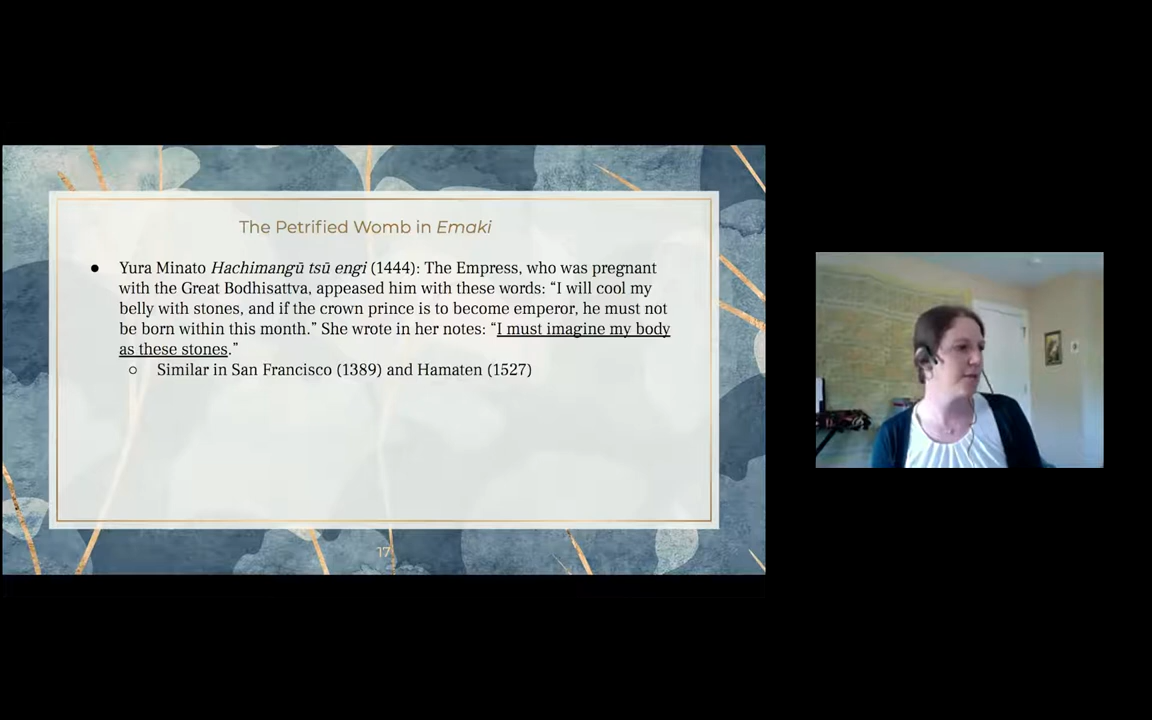 The Petrified Womb in Emaki
● Yura Minato Hachimangū tsū engi (1444): The Empress, who was pregnant
with the Great Bodhisattva, appeased him with these words: “I will cool my
belly with stones, and if the crown prince is to become emperor, he must not
be born within this month.” She wrote in her notes: “I must imagine my body
as these stones.”
○ Similar in San Francisco (1389) and Hamaten (1527)
17